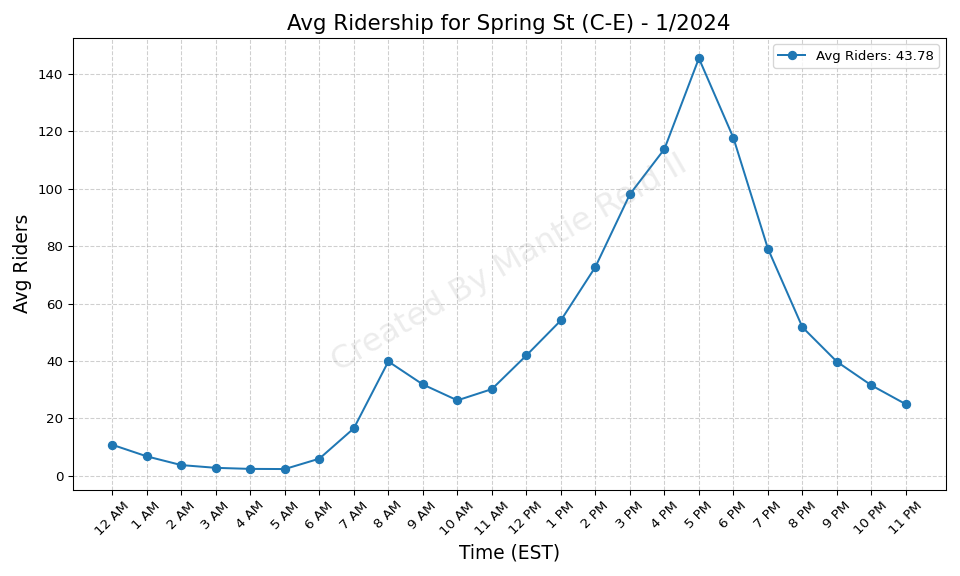 Avg Ridership for Spring St (C-E) - 1/2024
Avg Riders: 43.78
Avg Riders
140
120
100
80
60
40
20
0
Created By Mantie Reid II
12 AM
1 AM
2 AM
3 AM
4 AM
5 AM
6 AM
7 AM
8 AM
9 AM
10 AM
11 AM
12 PM
1 PM
2 PM
3 PM
4 PM
5 PM
6 PM
7 PM
8 PM
9 PM
10 PM
11 PM
Time (EST)